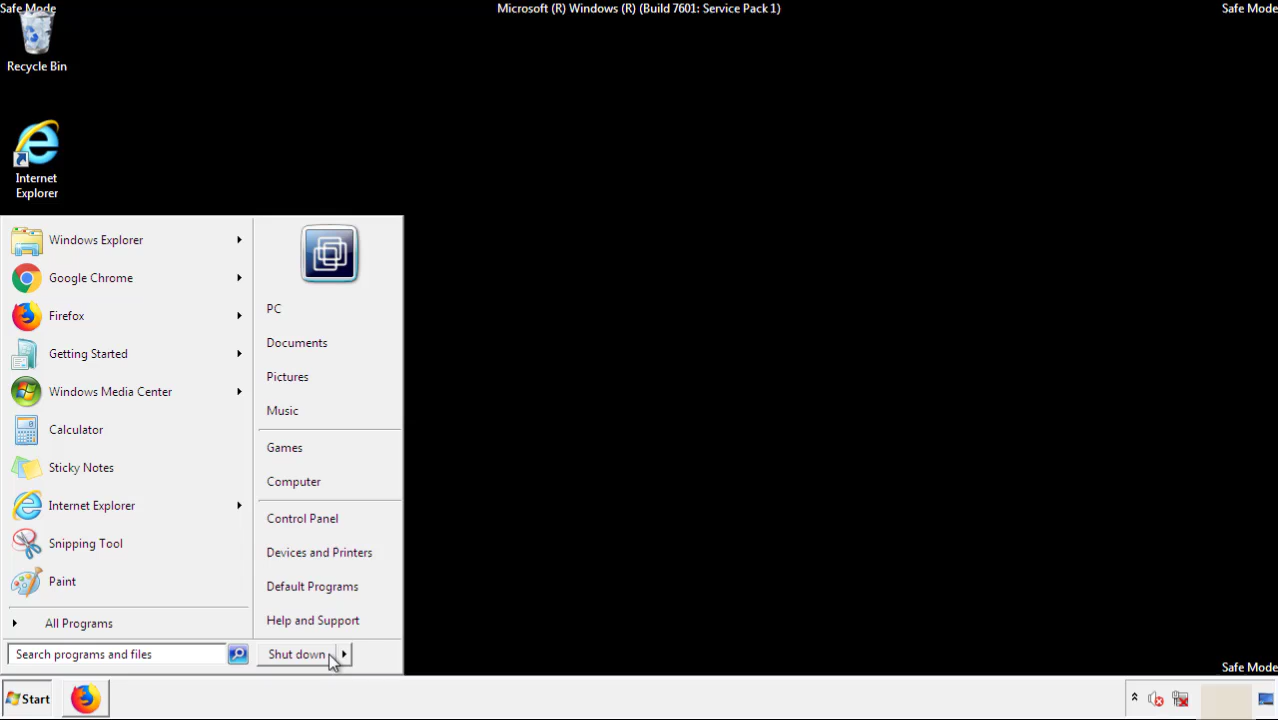 Safe Mode
Microsoft (R) Windows (R) (Build 7601: Service Pack 1)
Safe Mode
Recycle Bin
Internet
Explorer
Windows Explorer
Google Chrome
Firefox
Getting Started
Windows Media Center
Calculator
Sticky Notes
Internet Explorer
Snipping Tool
Paint
All Programs
Search programs and files
PC
Documents
Pictures
Music
Games
Computer
Control Panel
Devices and Printers
Default Programs
Help and Support
Shut down
Safe Mode
Start